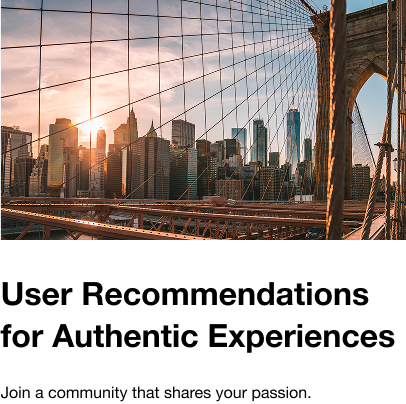 User Recommendations
for Authentic Experiences
Join a community that shares your passion.